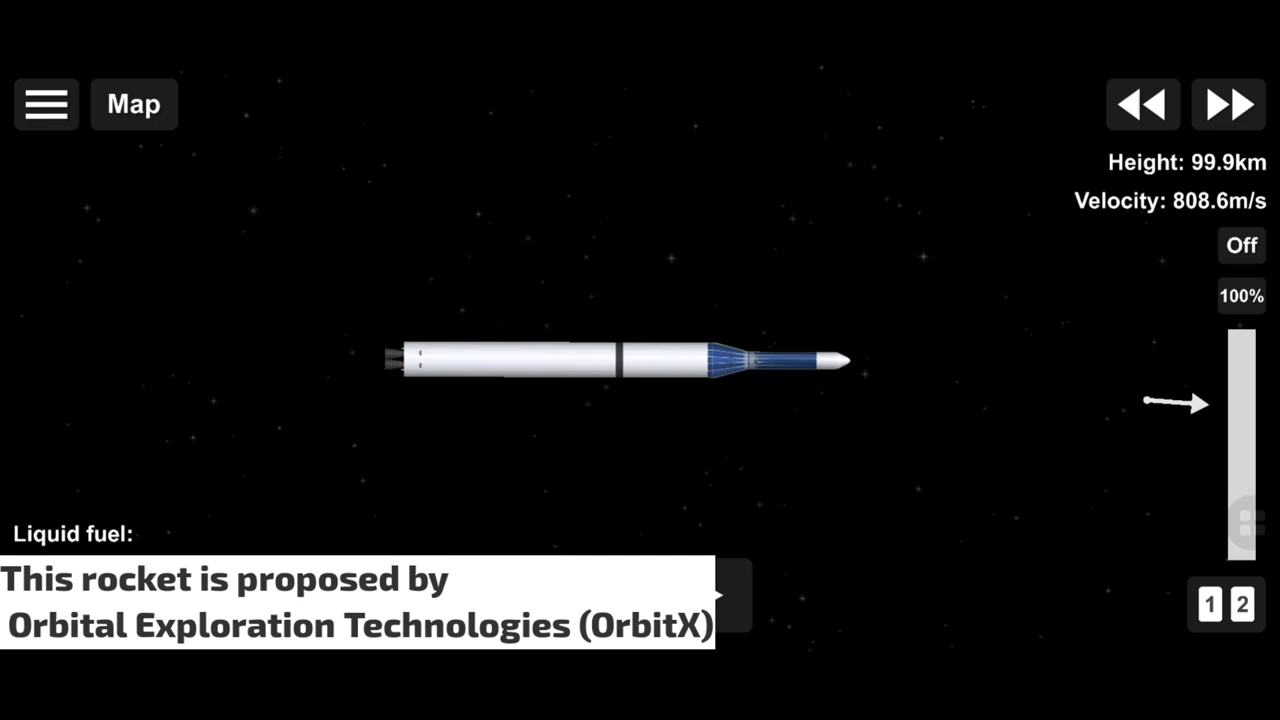 Map
Height: 99.9km
Velocity: 808.6m/s
Off
100%
Liquid fuel:
This rocket is proposed by
Orbital Exploration Technologies (OrbitX)
1 2